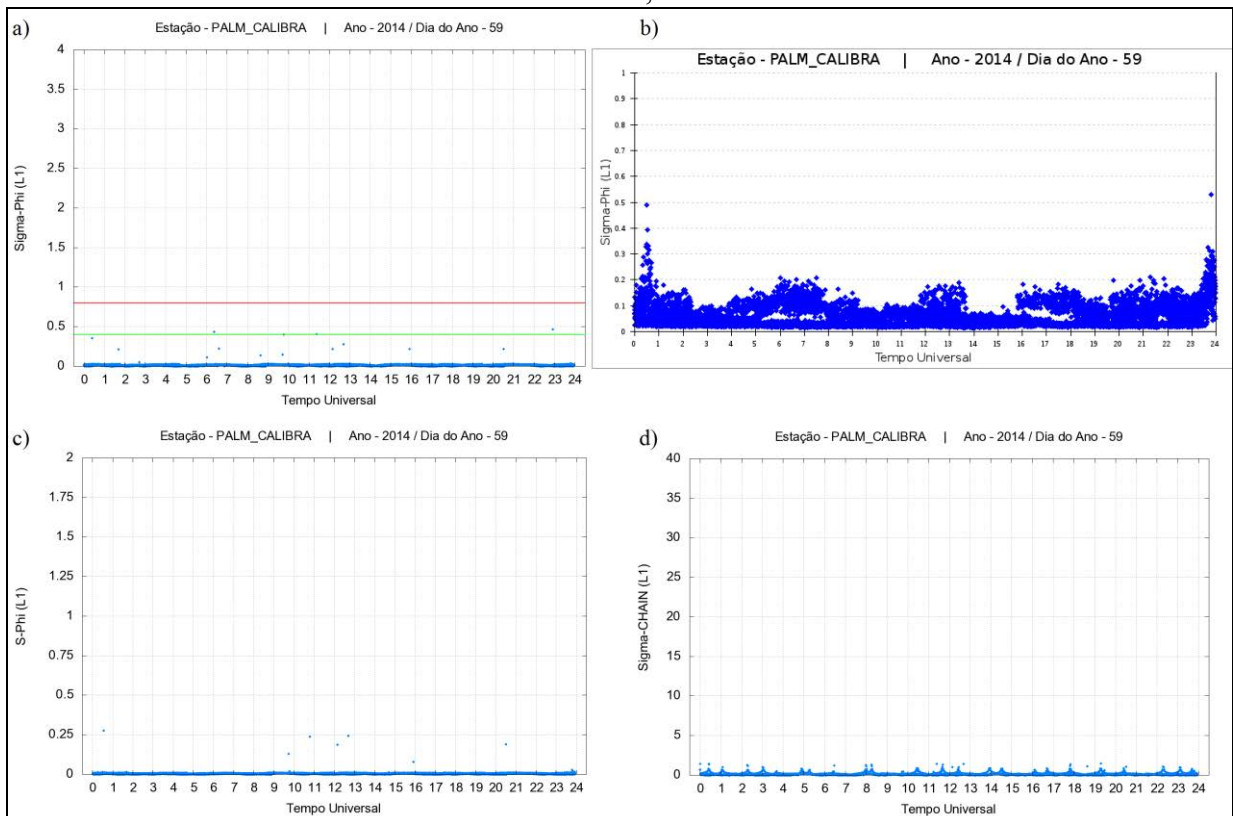 a)
Estação - PALM_CALIBRA | Ano - 2014 / Dia do Ano - 59
Sigma-Phi (L1)
4
3.5
3
2.5
2
1.5
1
0.5
0
0 1 2 3 4 5 6 7 8 9 10 11 12 13 14 15 16 17 18 19 20 21 22 23 24
Tempo Universal
b)
Estação - PALM_CALIBRA | Ano - 2014 / Dia do Ano - 59
Sigma-Phi (L1)
1
0.9
0.8
0.7
0.6
0.5
0.4
0.3
0.2
0.1
0
0 1 2 3 4 5 6 7 8 9 10 11 12 13 14 15 16 17 18 19 20 21 22 23 24
Tempo Universal
c)
Estação - PALM_CALIBRA | Ano - 2014 / Dia do Ano - 59
S-Phi (L1)
2
1.75
1.5
1.25
1
0.75
0.5
0.25
0
0 1 2 3 4 5 6 7 8 9 10 11 12 13 14 15 16 17 18 19 20 21 22 23 24
Tempo Universal
d)
Estação - PALM_CALIBRA | Ano - 2014 / Dia do Ano - 59
Sigma-CHAIN (L1)
40
35
30
25
20
15
10
5
0
0 1 2 3 4 5 6 7 8 9 10 11 12 13 14 15 16 17 18 19 20 21 22 23 24
Tempo Universal